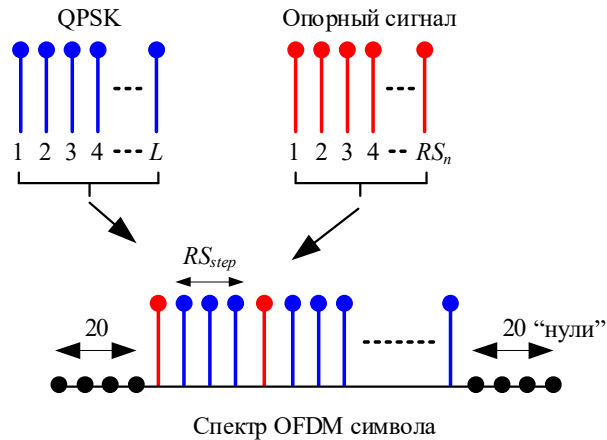 QPSK
Опорный сигнал
1 2 3 4 L
1 2 3 4 RSn
RSstep
20
20 “нули”
Спектр OFDM символа